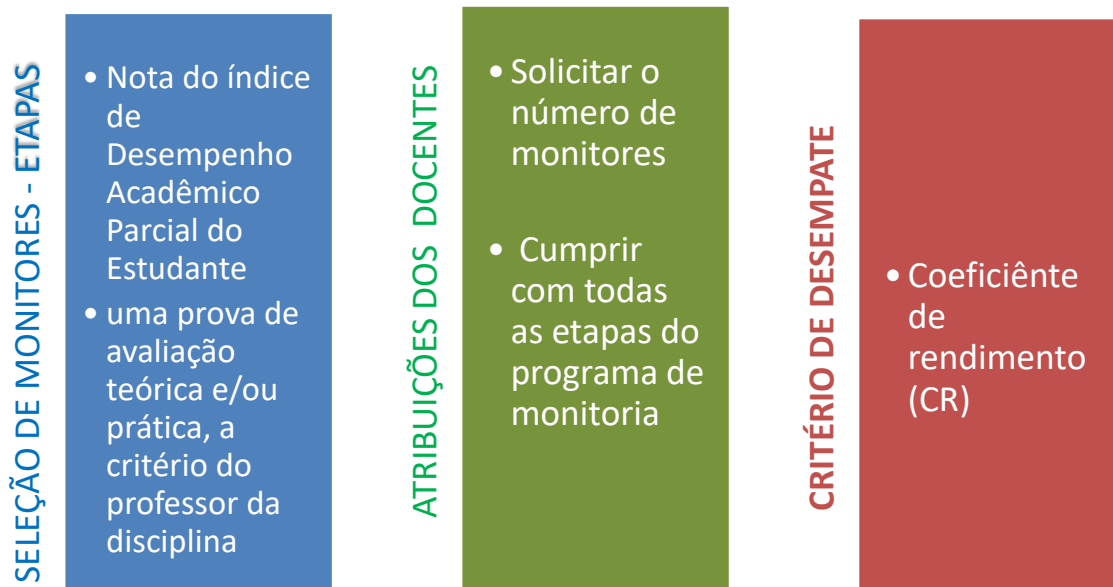 SELEÇÃO DE MONITORES - ETAPAS
• Nota do índice
de
Desempenho
Acadêmico
Parcial do
Estudante
• uma prova de
avaliação
teórica e/ou
prática, a
critério do
professor da
disciplina
ATRIBUIÇÕES DOS DOCENTES
• Solicitar o
número de
monitores
• Cumprir
com todas
as etapas do
programa de
monitoria
CRITÉRIO DE DESEMPATE
• Coeficiênte
de
rendimento
(CR)